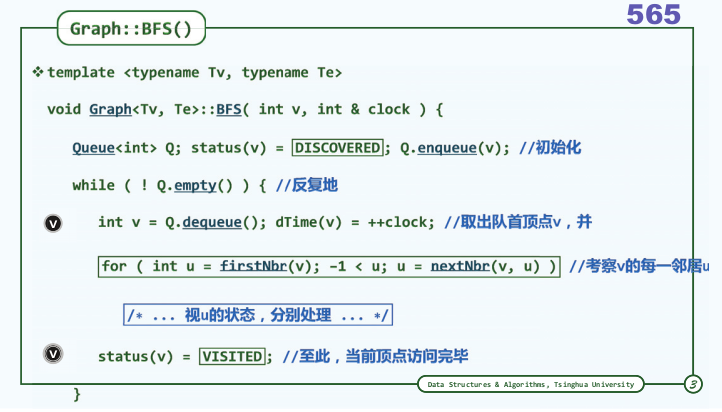 565
Graph::BFS()
❖template <typename Tv, typename Te>
void Graph<Tv, Te>::BFS( int v, int & clock ) {
Queue<int> Q; status(v) = DISCOVERED; Q.enqueue(v); //初始化
while ( ! Q.empty() ) { //反复地
V int v = Q.dequeue(); dTime(v) = ++clock; //取出队首顶点v，并
for ( int u = firstNbr(v); -1 < u; u = nextNbr(v, u) ) //考察v的每一邻居u
/* ... 视u的状态，分别处理 ... */
V status(v) = VISITED; //至此，当前顶点访问完毕
}
Data Structures & Algorithms, Tsinghua University 3